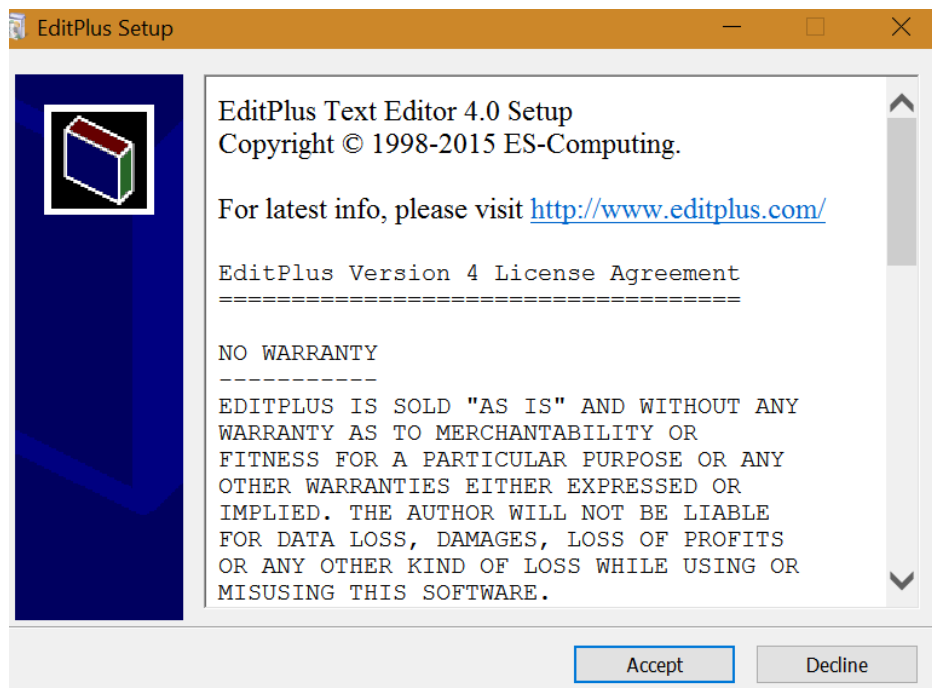 EditPlus Setup
EditPlus Text Editor 4.0 Setup
Copyright © 1998-2015 ES-Computing.
For latest info, please visit http://www.editplus.com/
EditPlus Version 4 License Agreement
====================================
NO WARRANTY
-----------
EDITPLUS IS SOLD "AS IS" AND WITHOUT ANY
WARRANTY AS TO MERCHANTABILITY OR
FITNESS FOR A PARTICULAR PURPOSE OR ANY
OTHER WARRANTIES EITHER EXPRESSED OR
IMPLIED. THE AUTHOR WILL NOT BE LIABLE
FOR DATA LOSS, DAMAGES, LOSS OF PROFITS
OR ANY OTHER KIND OF LOSS WHILE USING OR
MISUSING THIS SOFTWARE.
Accept Decline